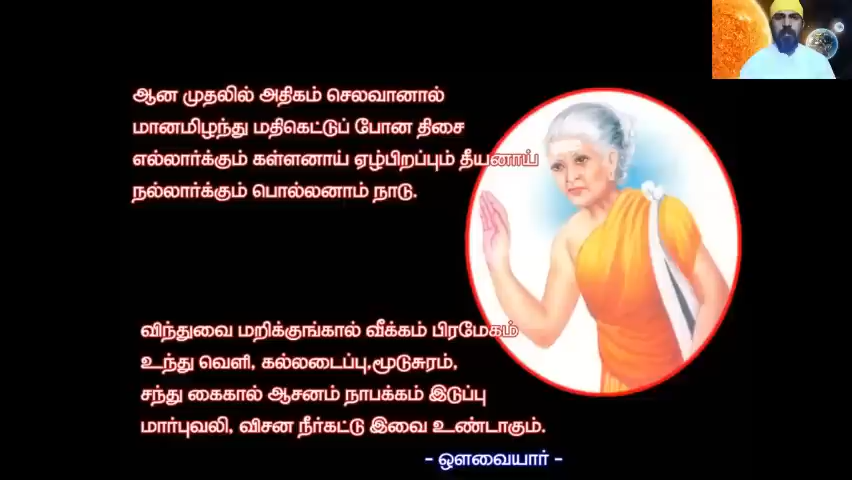 ஆன முதலில் அதிகம் செலவானால்
மானமிழந்து மதிகெட்டுப் போன திசை
எல்லார்க்கும் கள்ளனாய் ஏழ்பிறப்பும் தீயனாய்
நல்லார்க்கும் பொல்லனாம் நாடு.
விந்துவை மறிக்குங்கால் வீக்கம் பிரமேகம்
உந்து வெளி, கல்லடைப்பு,மூடுசுரம்,
சந்து கைகால் ஆசனம் நாபக்கம் இடுப்பு
மார்புவலி, விசன நீர்கட்டு இவை உண்டாகும்.
- ஔவையார் -